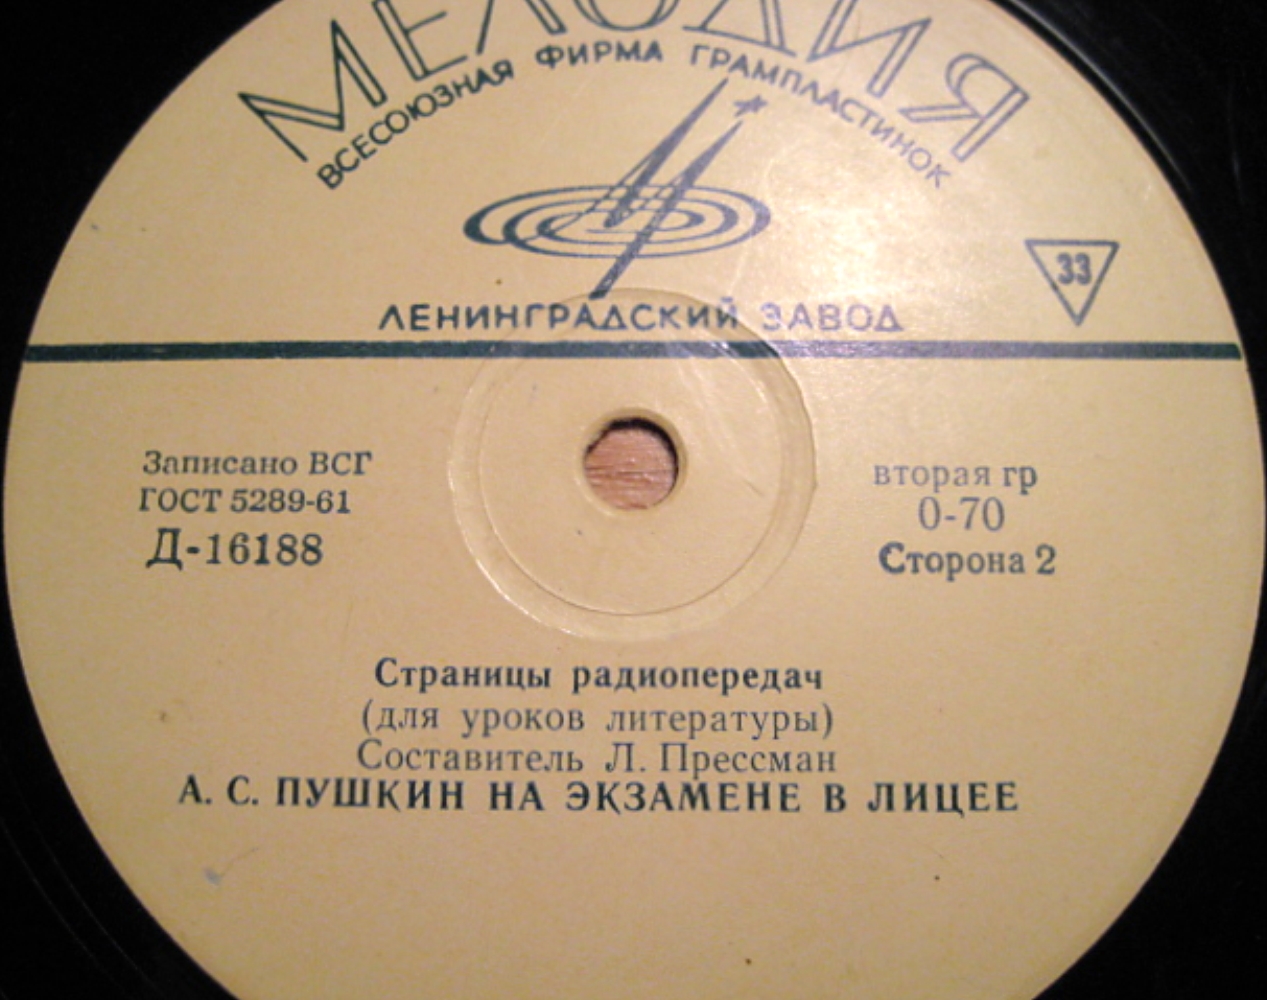 МЕЛОДИЯ
ВСЕСОЮЗНАЯ ФИРМА ГРАМПЛАСТИНОК
33
ЛЕНИНГРАДСКИЙ ЗАВОД
Записано ВСГ
ГОСТ 5289-61
Д-16188
вторая гр
0-70
Сторона 2
Страницы радиопередач
(для уроков литературы)
Составитель Л. Прессман
А. С. ПУШКИН НА ЭКЗАМЕНЕ В ЛИЦЕЕ